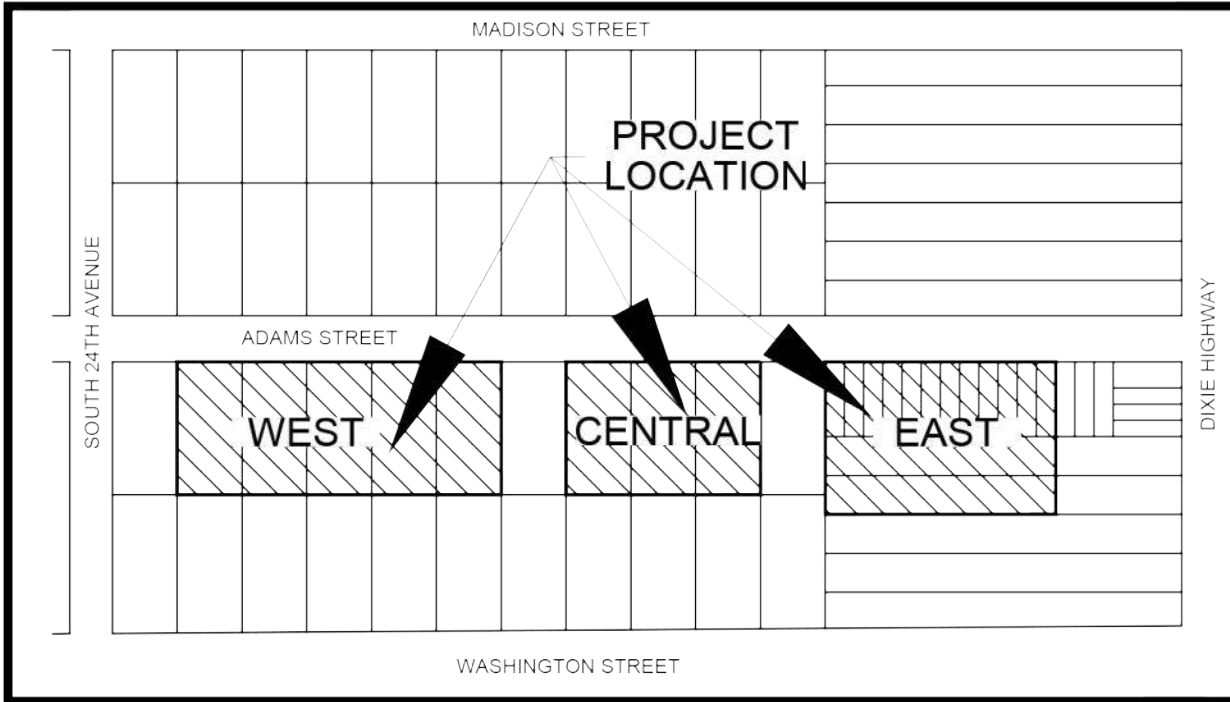 MADISON STREET
PROJECT
LOCATION
SOUTH 24TH AVENUE
ADAMS STREET
DIXIE HIGHWAY
WEST
CENTRAL
EAST
WASHINGTON STREET